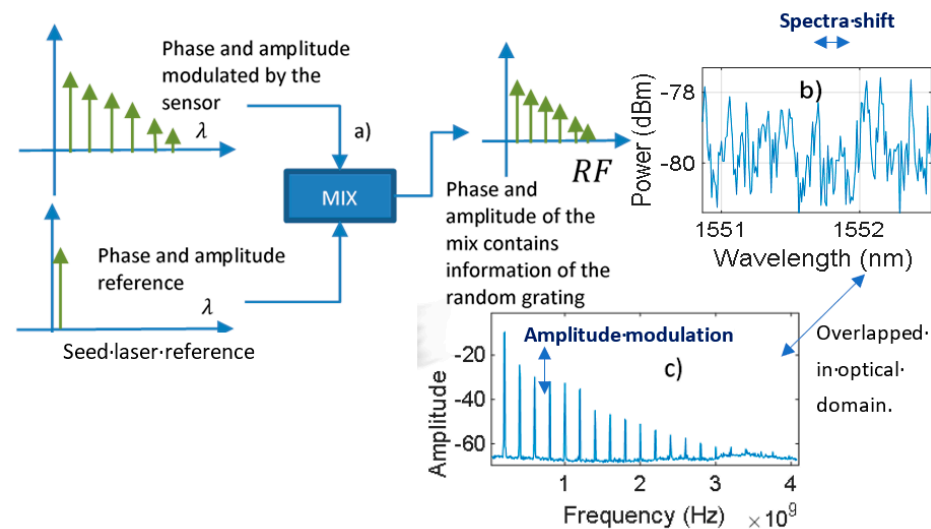 Phase and amplitude
modulated by the
sensor
λ
a)
MIX
Phase and amplitude
reference
λ
Seed·laser·reference
RF
Phase and
amplitude of the
mix contains
information of the
random grating
Spectra·shift
b)
Power (dBm)
-78
-80
1551
1552
Wavelength (nm)
Overlapped·
in·optical·
domain.
Amplitude·modulation
c)
Amplitude
-20
-40
-60
1
2
3
4
Frequency (Hz)
×10⁹